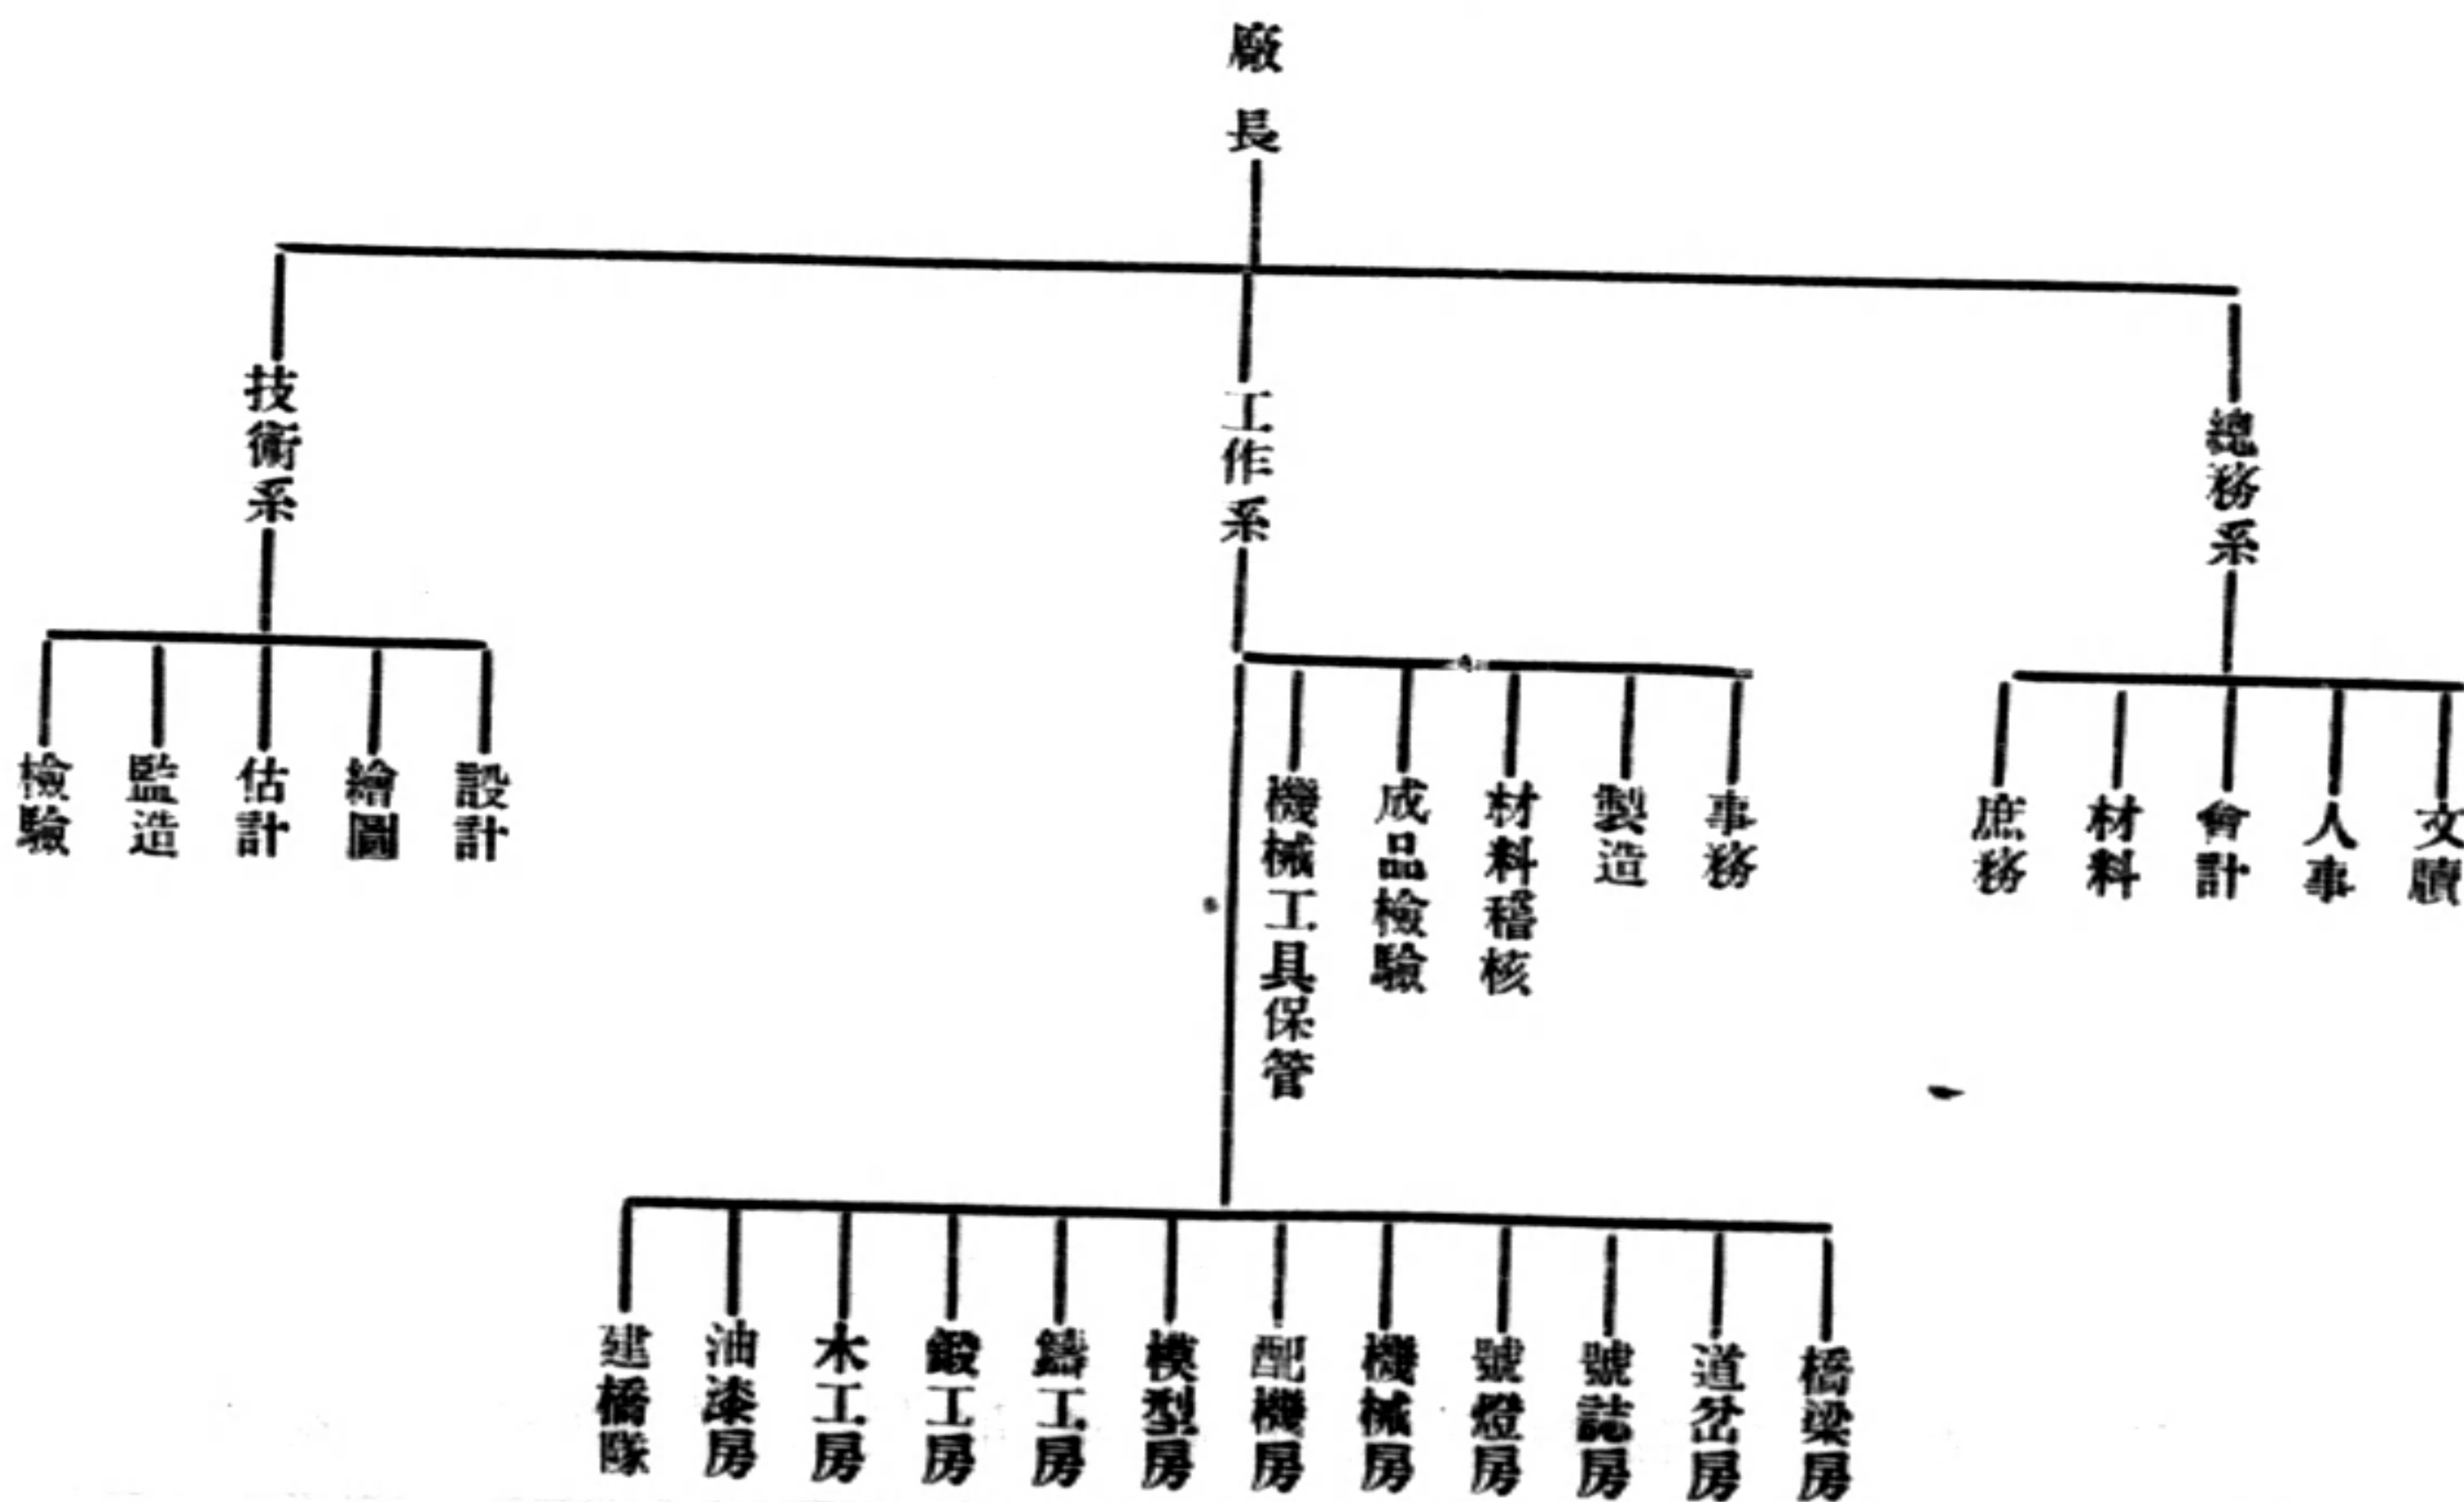 廠長
總務系
工作系
技術系
文牘
人事
會計
材料
庶務
事務
製造
材料稽核
成品檢驗
機械工具保管
設計
繪圖
估計
監造
檢驗
橋梁房
道岔房
號誌房
號燈房
機械房
配機房
模型房
鑄工房
鍛工房
木工房
油漆房
建橋隊